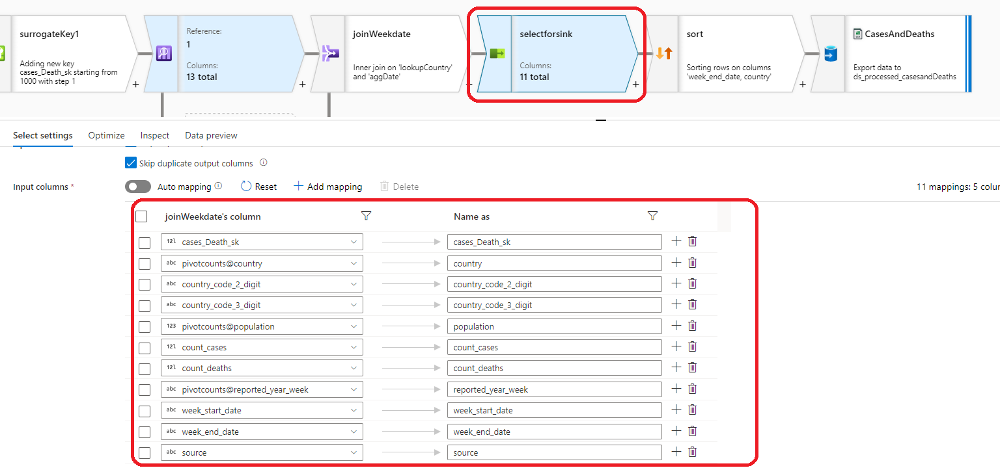 surrogateKey1
Adding new key
cases_Death_sk starting from
1000 with step 1
+
Reference:
1
Columns:
13 total
+
joinWeekdate
Inner join on 'lookupCountry'
and 'aggDate'
+
selectforsink
Columns:
11 total
+
sort
Sorting rows on columns
'week_end_date, country'
+
CasesAndDeaths
Export data to
ds_processed_casesandDeaths
Select settings Optimize Inspect Data preview
Skip duplicate output columns
Input columns * Auto mapping Reset + Add mapping Delete 11 mappings: 5 colu
joinWeekdate's column Name as
12l cases_Death_sk cases_Death_sk
abc pivotcounts@country country
abc country_code_2_digit country_code_2_digit
abc country_code_3_digit country_code_3_digit
123 pivotcounts@population population
12l count_cases count_cases
12l count_deaths count_deaths
abc pivotcounts@reported_year_week reported_year_week
abc week_start_date week_start_date
abc week_end_date week_end_date
abc source source